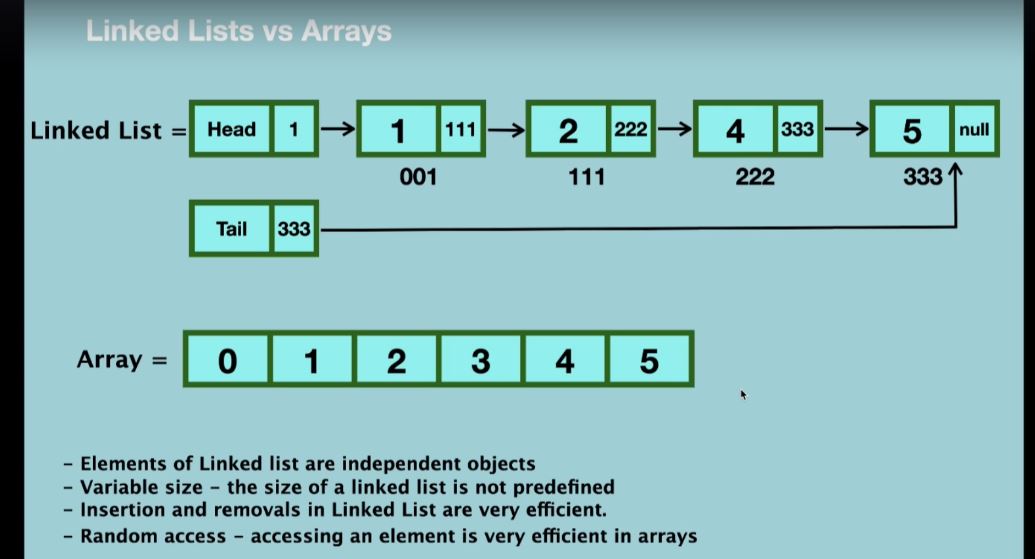 Linked Lists vs Arrays
Linked List = Head 1 1 111 2 222 4 333 5 null
001 111 222 333
Tail 333
Array = 0 1 2 3 4 5
– Elements of Linked list are independent objects
– Variable size – the size of a linked list is not predefined
– Insertion and removals in Linked List are very efficient.
– Random access – accessing an element is very efficient in arrays